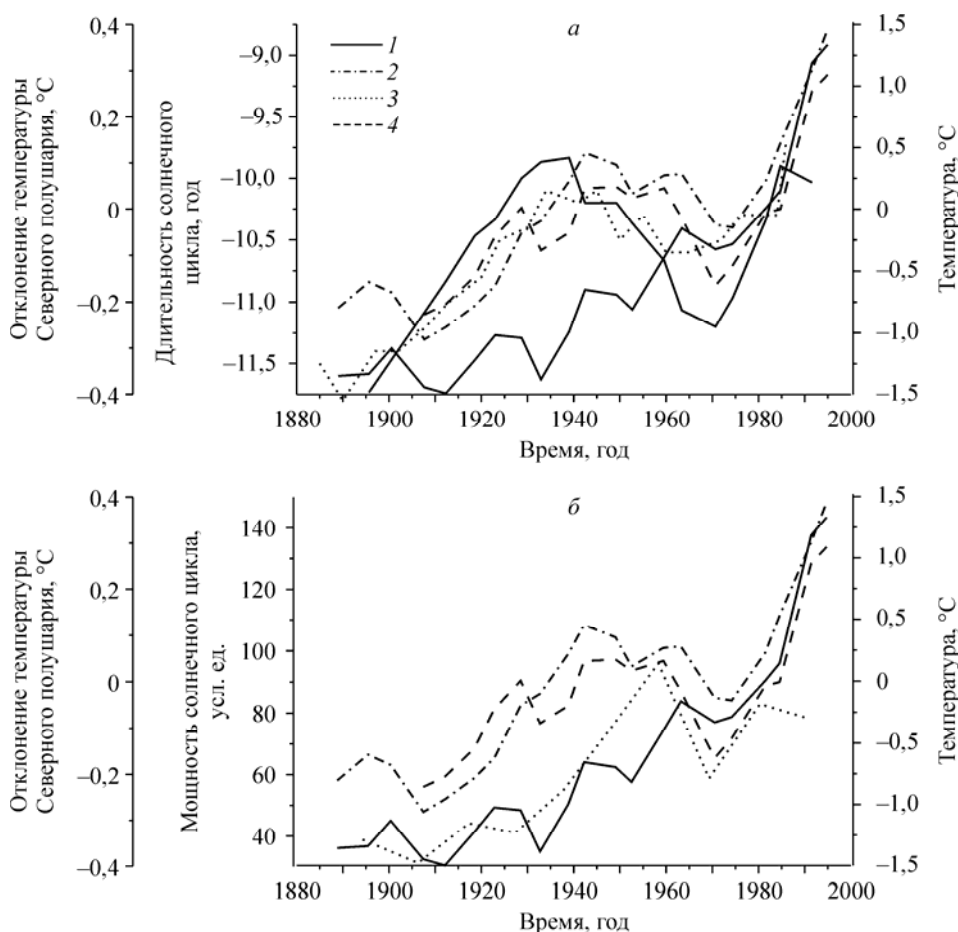 а
1
2
3
4
Отклонение температуры
Северного полушария, °С
0,4
0,2
0
–0,2
–0,4
Длительность солнечного
цикла, год
–9,0
–9,5
–10,0
–10,5
–11,0
–11,5
1,5
1,0
0,5
0
–0,5
–1,0
–1,5
Температура, °С
1880 1900 1920 1940 1960 1980 2000
Время, год
б
Отклонение температуры
Северного полушария, °С
0,4
0,2
0
–0,2
–0,4
Мощность солнечного цикла,
усл. ед.
140
120
100
80
60
40
1,5
1,0
0,5
0
–0,5
–1,0
–1,5
Температура, °С
1880 1900 1920 1940 1960 1980 2000
Время, год